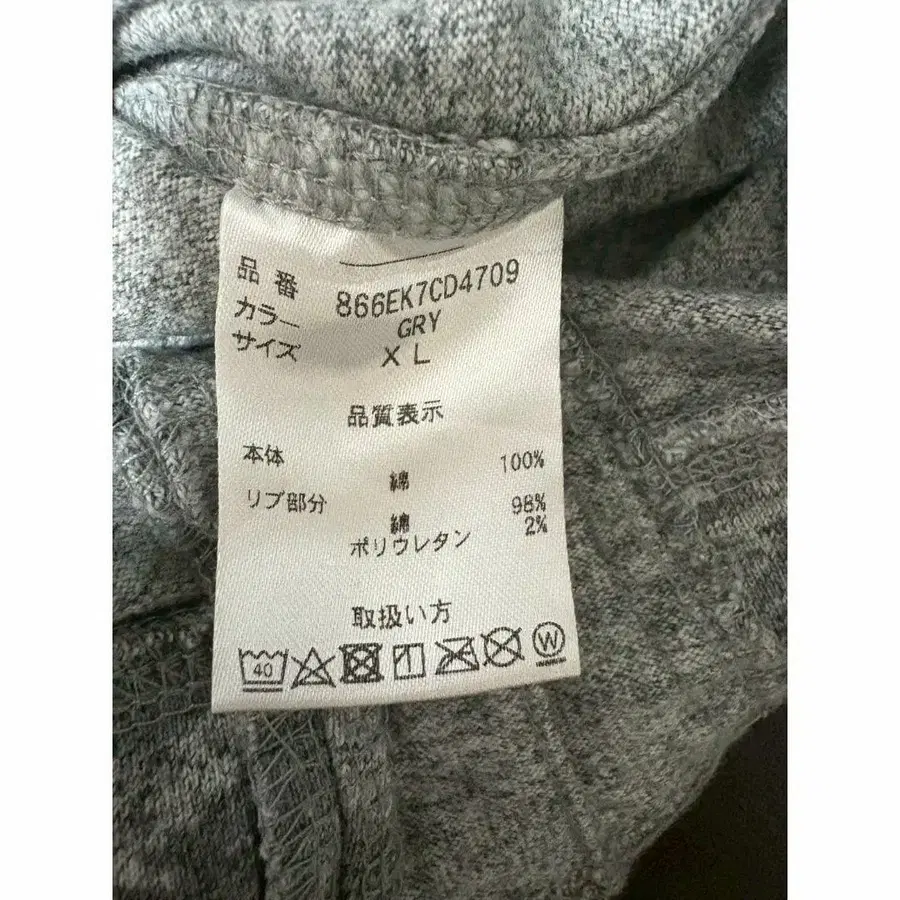 品番 866EK7CD4709
カラー GRY
サイズ XL
品質表示
本体
綿 100%
リブ部分
綿 98%
ポリウレタン 2%
取扱い方
40
W